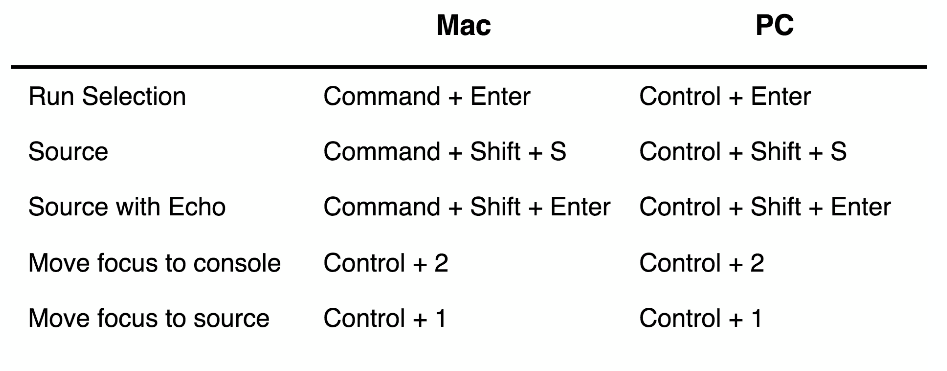 Mac PC
Run Selection Command + Enter Control + Enter
Source Command + Shift + S Control + Shift + S
Source with Echo Command + Shift + Enter Control + Shift + Enter
Move focus to console Control + 2 Control + 2
Move focus to source Control + 1 Control + 1